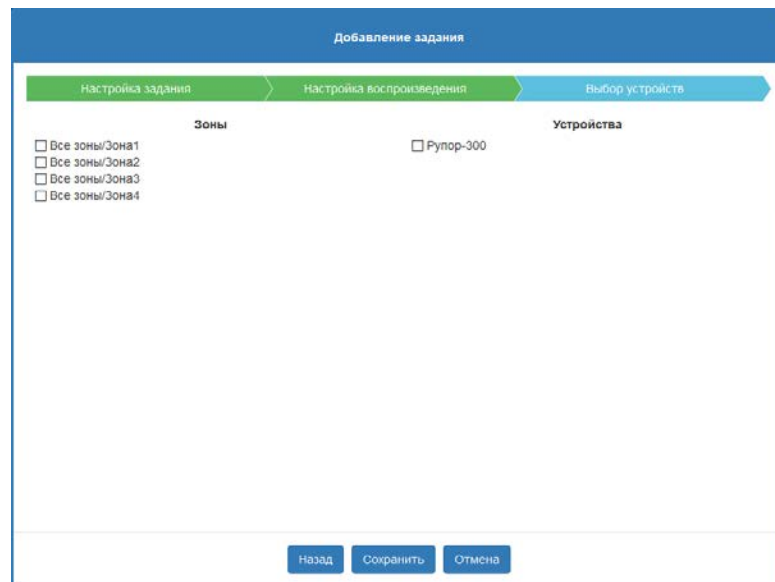 Добавление задания
Настройка задания
Настройка воспроизведения
Выбор устройств
Зоны
Устройства
Все зоны/Зона1
Рупор-300
Все зоны/Зона2
Все зоны/Зона3
Все зоны/Зона4
Назад
Сохранить
Отмена